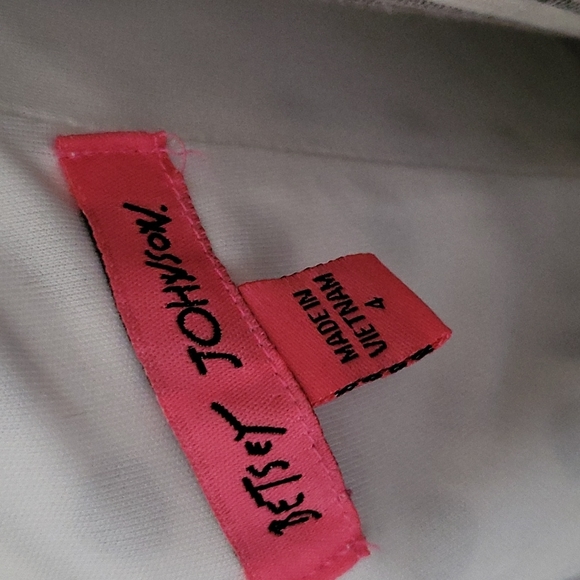 BETSEY JOHNSON.
MADE IN
VIETNAM
4